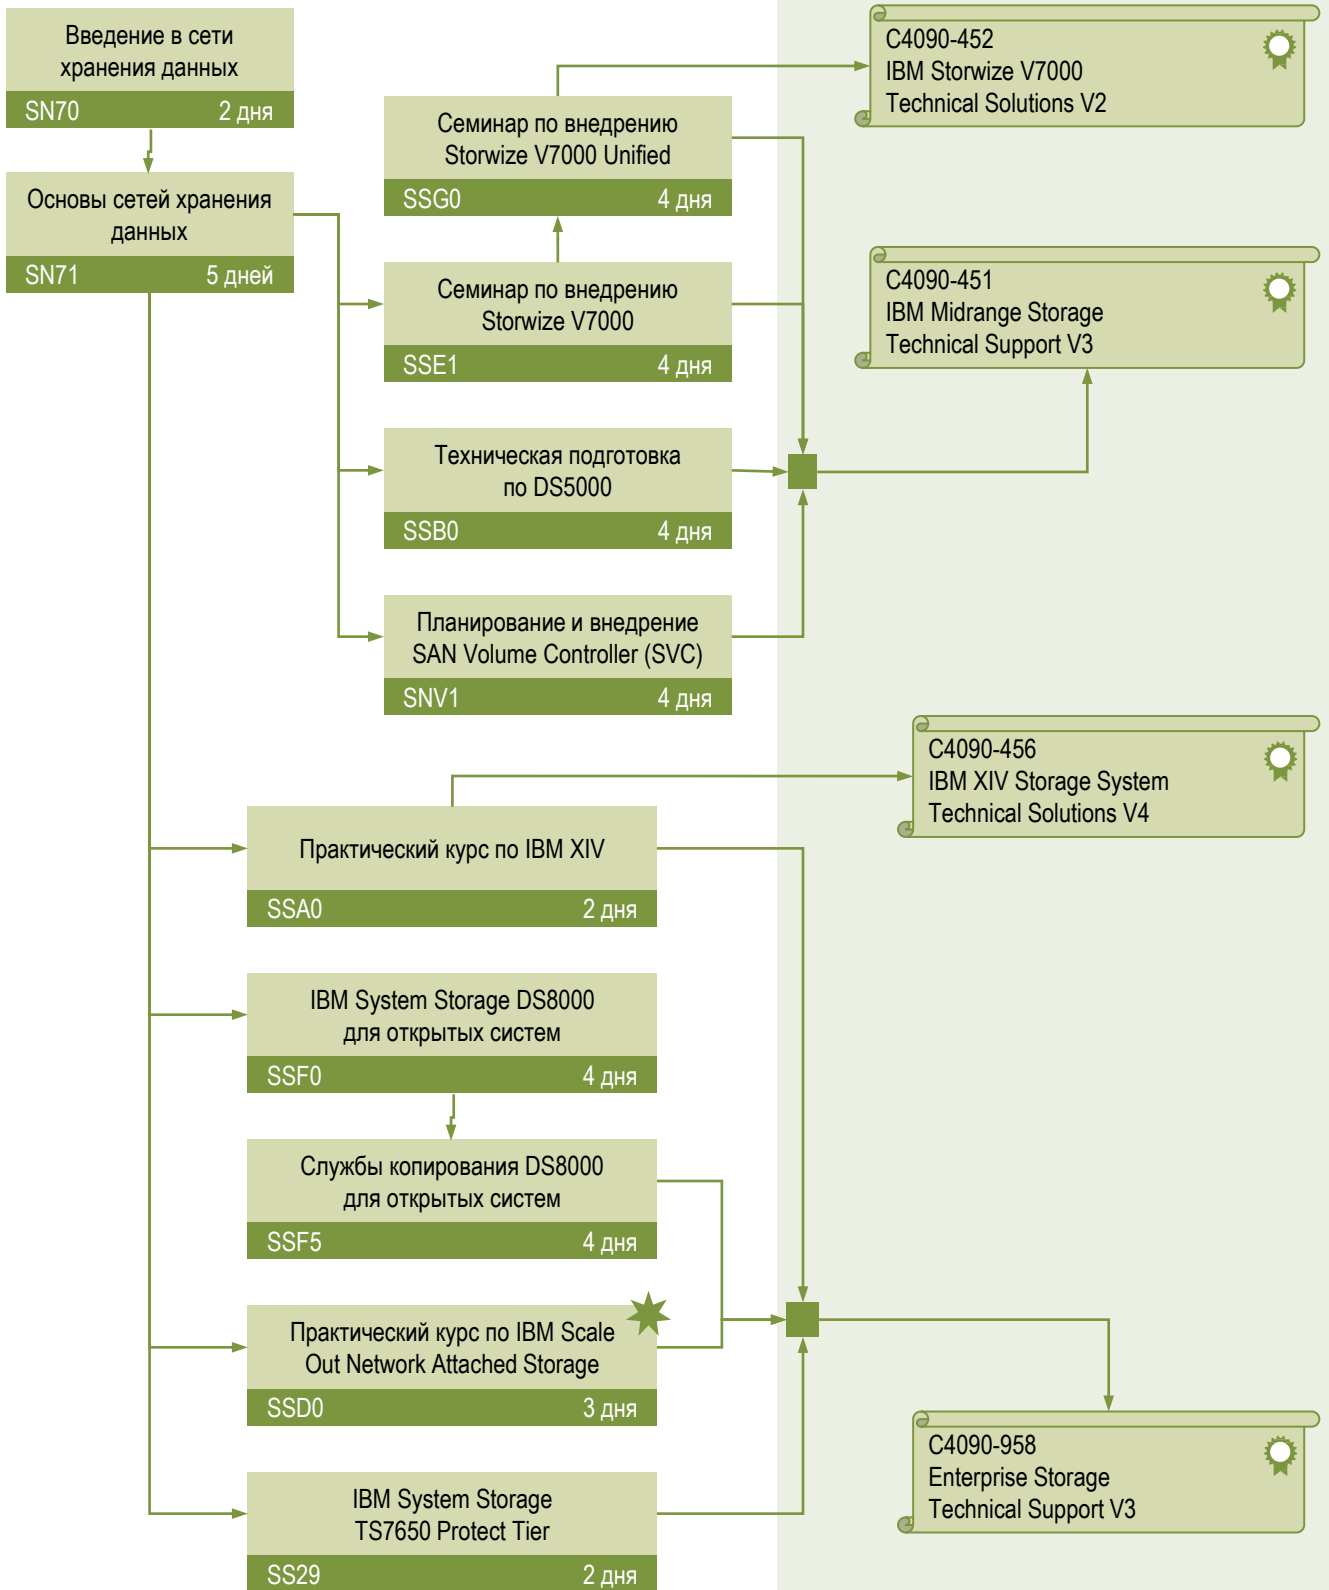 Введение в сети
хранения данных
SN70 2 дня
Основы сетей хранения
данных
SN71 5 дней
Семинар по внедрению
Storwize V7000 Unified
SSG0 4 дня
Семинар по внедрению
Storwize V7000
SSE1 4 дня
Техническая подготовка
по DS5000
SSB0 4 дня
Планирование и внедрение
SAN Volume Controller (SVC)
SNV1 4 дня
C4090-452
IBM Storwize V7000
Technical Solutions V2
C4090-451
IBM Midrange Storage
Technical Support V3
C4090-456
IBM XIV Storage System
Technical Solutions V4
Практический курс по IBM XIV
SSA0 2 дня
IBM System Storage DS8000
для открытых систем
SSF0 4 дня
Службы копирования DS8000
для открытых систем
SSF5 4 дня
Практический курс по IBM Scale
Out Network Attached Storage
SSD0 3 дня
IBM System Storage
TS7650 Protect Tier
SS29 2 дня
C4090-958
Enterprise Storage
Technical Support V3